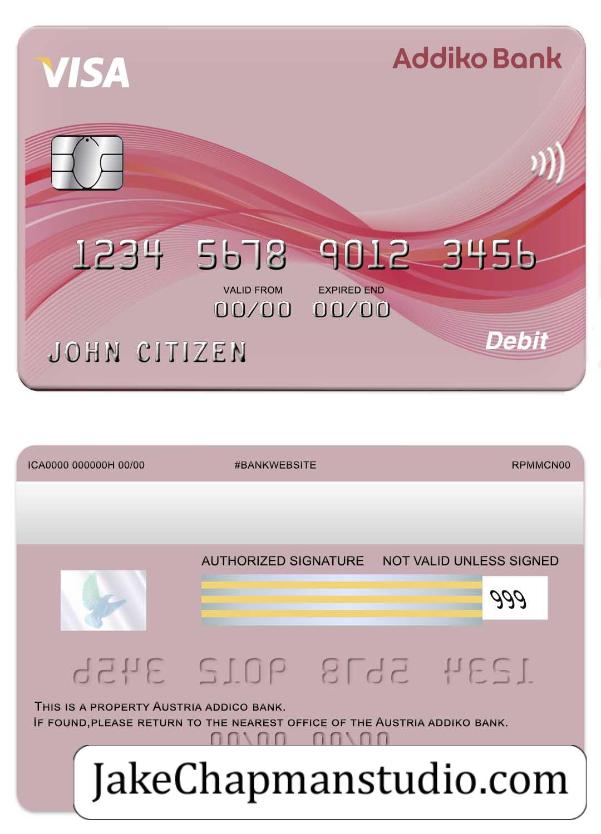 VISA
Addiko Bank
1234 5678 9012 3456
VALID FROM EXPIRED END
00/00 00/00
JOHN CITIZEN
Debit
ICA0000 000000H 00/00 #BANKWEBSITE RPMMCN00
AUTHORIZED SIGNATURE NOT VALID UNLESS SIGNED
999
THIS IS A PROPERTY AUSTRIA ADDICO BANK.
IF FOUND,PLEASE RETURN TO THE NEAREST OFFICE OF THE AUSTRIA ADDIKO BANK.
JakeChapmanstudio.com